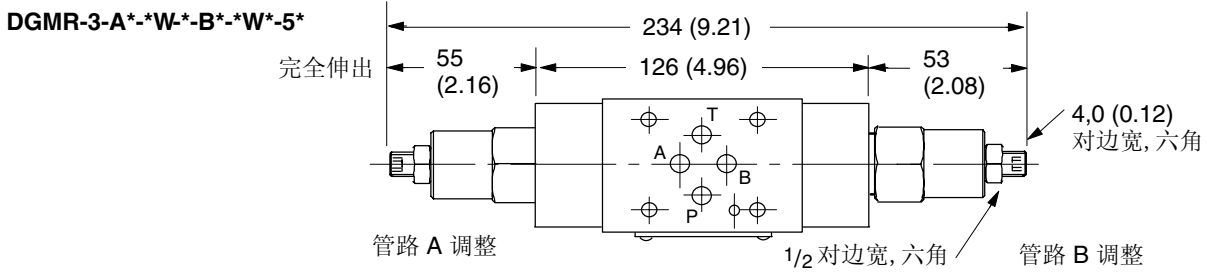 DGMR-3-A*-*W-*-B*-*W*-5*
234 (9.21)
完全伸出
55
(2.16)
126 (4.96)
53
(2.08)
4,0 (0.12)
对边宽, 六角
T
A
B
P
管路 A 调整
1/2 对边宽, 六角
管路 B 调整